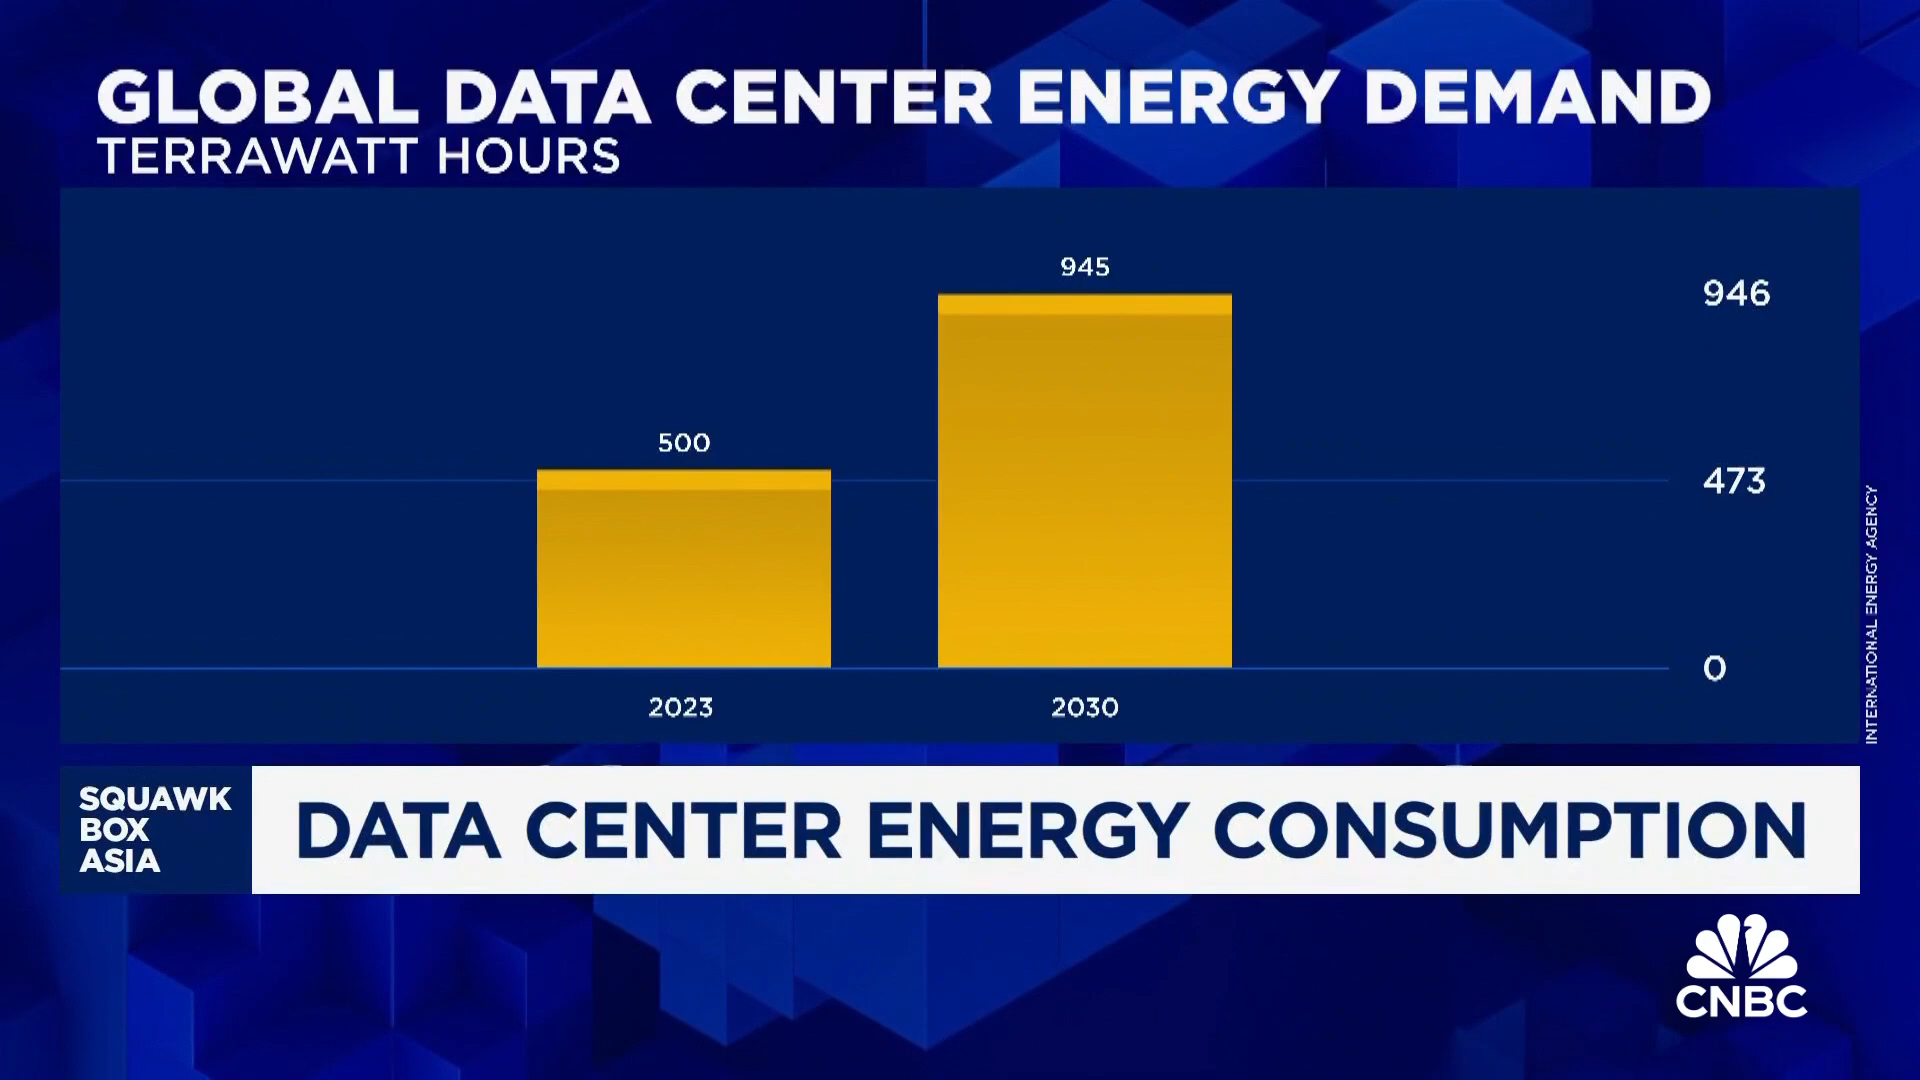 GLOBAL DATA CENTER ENERGY DEMAND
TERRAWATT HOURS
945
946
500
473
0
2023
2030
INTERNATIONAL ENERGY AGENCY
SQUAWK
BOX
ASIA
DATA CENTER ENERGY CONSUMPTION
CNBC